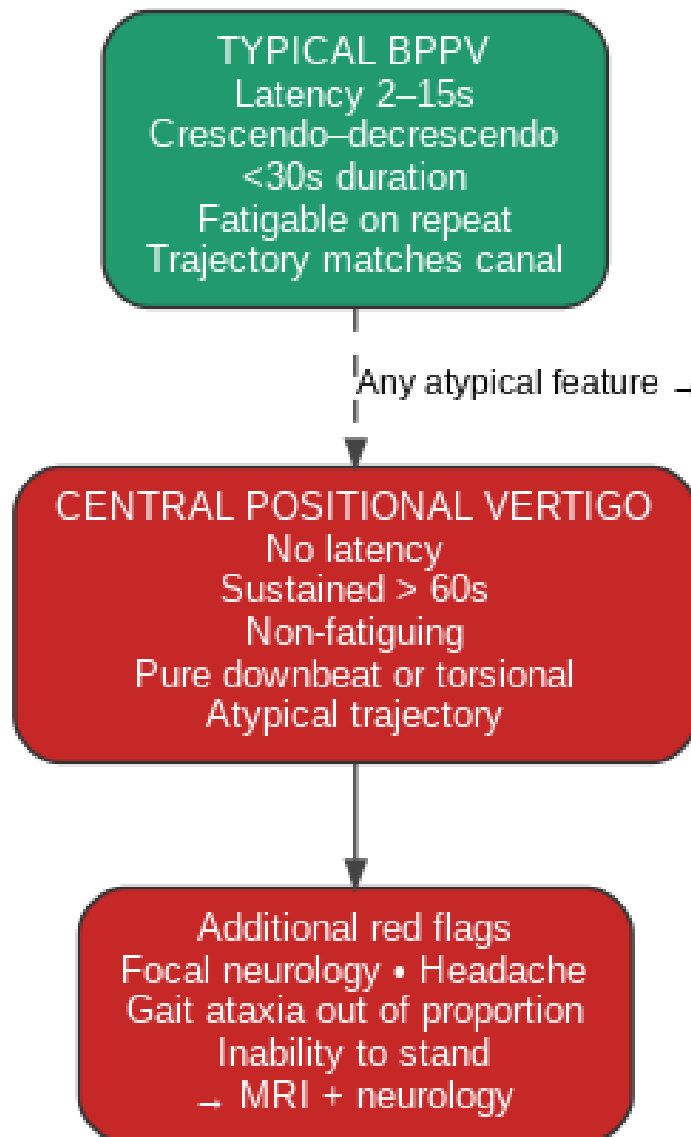 TYPICAL BPPV
Latency 2–15s
Crescendo–decrescendo
<30s duration
Fatigable on repeat
Trajectory matches canal
Any atypical feature →
CENTRAL POSITIONAL VERTIGO
No latency
Sustained > 60s
Non-fatiguing
Pure downbeat or torsional
Atypical trajectory
Additional red flags
Focal neurology • Headache
Gait ataxia out of proportion
Inability to stand
→ MRI + neurology